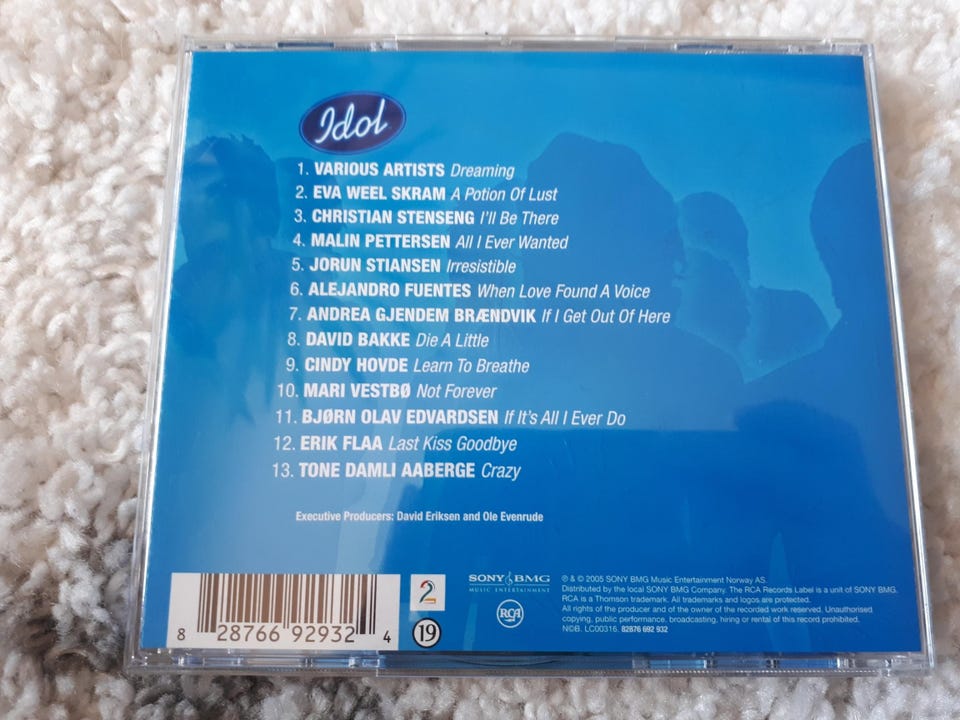 Idol
1. VARIOUS ARTISTS Dreaming
2. EVA WEEL SKRAM A Potion Of Lust
3. CHRISTIAN STENSENG I'll Be There
4. MALIN PETTERSEN All I Ever Wanted
5. JORUN STIANSEN Irresistible
6. ALEJANDRO FUENTES When Love Found A Voice
7. ANDREA GJENDEM BRÆNDVIK If I Get Out Of Here
8. DAVID BAKKE Die A Little
9. CINDY HOVDE Learn To Breathe
10. MARI VESTBØ Not Forever
11. BJØRN OLAV EDVARDSEN If It's All I Ever Do
12. ERIK FLAA Last Kiss Goodbye
13. TONE DAMLI AABERGE Crazy
Executive Producers: David Eriksen and Ole Evenrude
8 28766 92932 4
2
19
SONY BMG
MUSIC ENTERTAINMENT
RCA
℗ & © 2005 SONY BMG Music Entertainment Norway AS.
Distributed by the local SONY BMG Company. The RCA Records Label is a unit of SONY BMG.
RCA is a Thomson trademark. All trademarks and logos are protected.
All rights of the producer and of the owner of the recorded work reserved. Unauthorised
copying, public performance, broadcasting, hiring or rental of this record prohibited.
N©B. LC00316. 82876 692 932